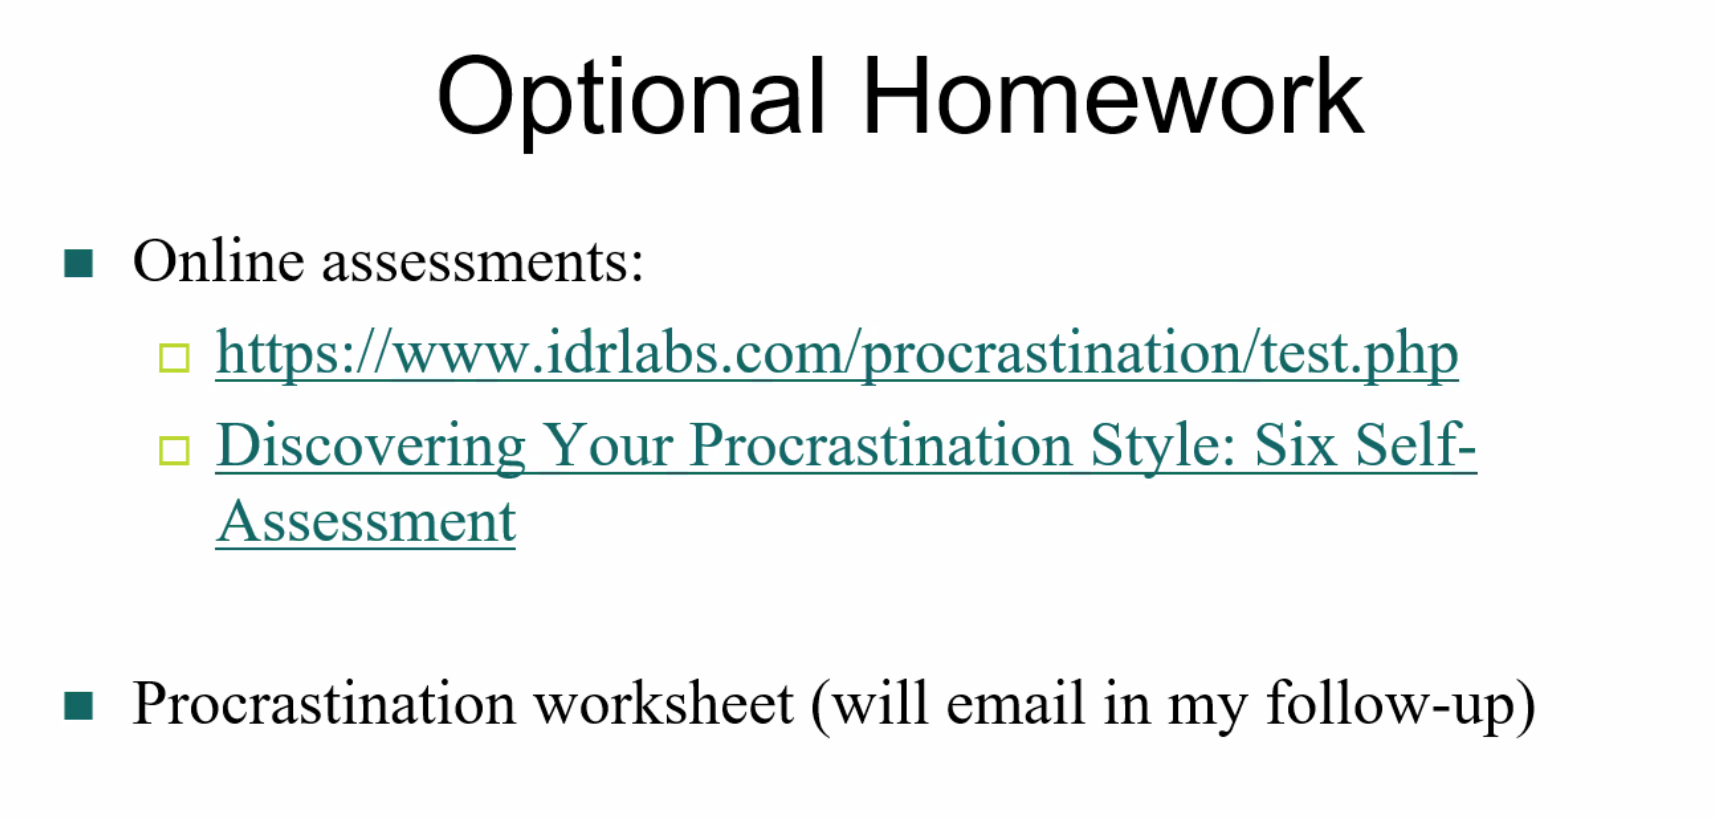 Optional Homework
Online assessments:
https://www.idrlabs.com/procrastination/test.php
Discovering Your Procrastination Style: Six Self-
Assessment
Procrastination worksheet (will email in my follow-up)